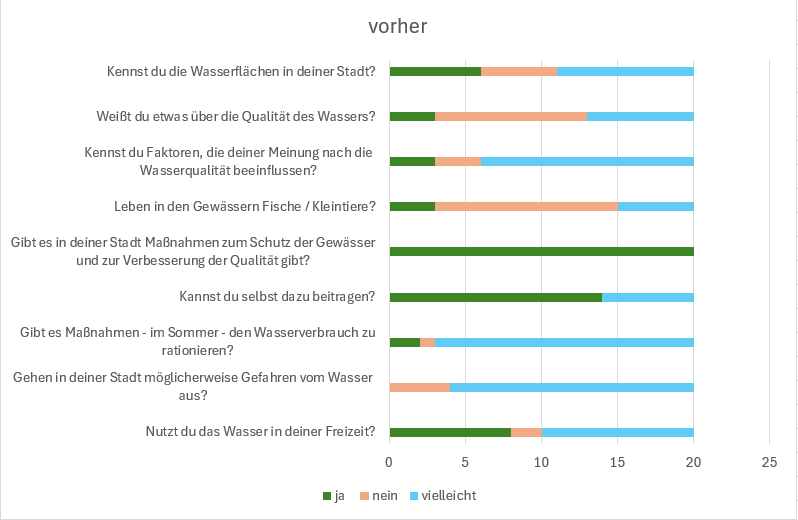 vorher
Kennst du die Wasserflächen in deiner Stadt?
Weißt du etwas über die Qualität des Wassers?
Kennst du Faktoren, die deiner Meinung nach die
Wasserqualität beeinflussen?
Leben in den Gewässern Fische / Kleintiere?
Gibt es in deiner Stadt Maßnahmen zum Schutz der Gewässer
und zur Verbesserung der Qualität gibt?
Kannst du selbst dazu beitragen?
Gibt es Maßnahmen - im Sommer - den Wasserverbrauch zu
rationieren?
Gehen in deiner Stadt möglicherweise Gefahren vom Wasser
aus?
Nutzt du das Wasser in deiner Freizeit?
0 5 10 15 20 25
ja nein vielleicht